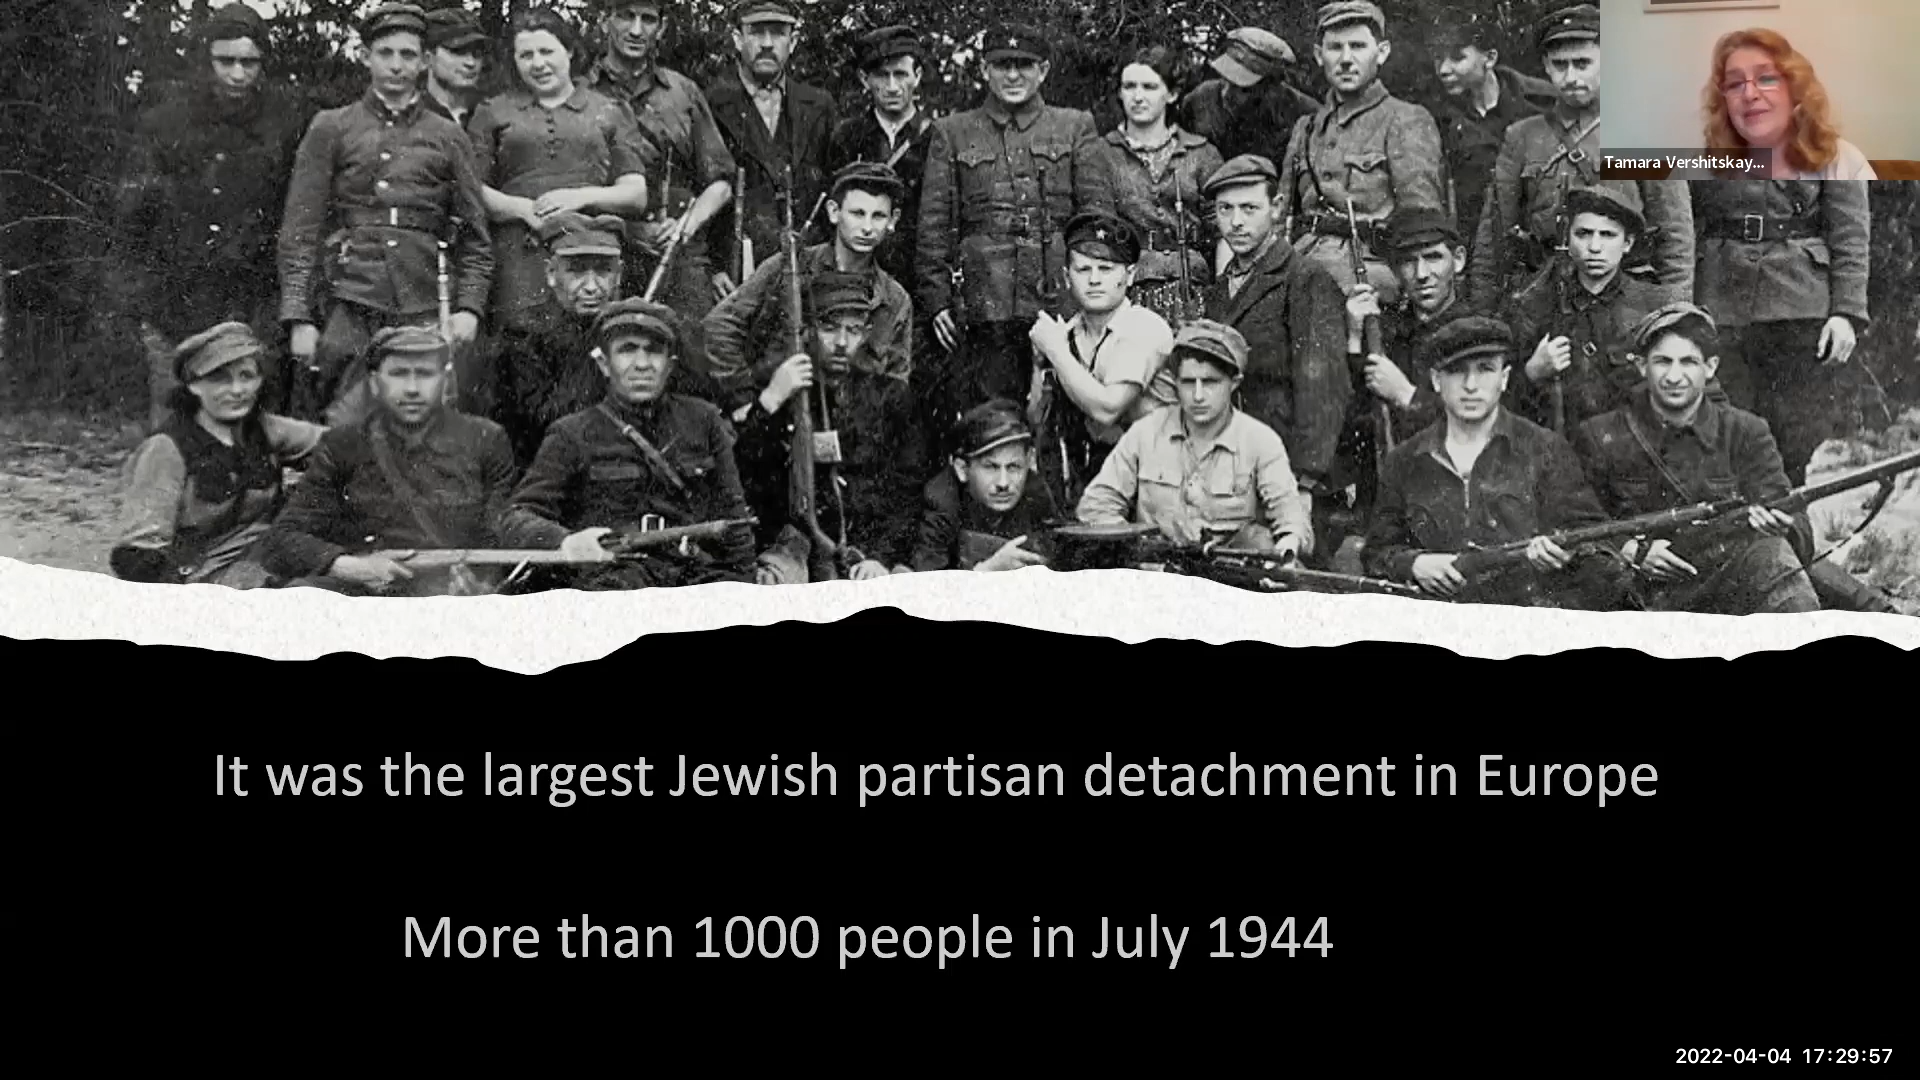 Tamara Vershitskay...
It was the largest Jewish partisan detachment in Europe
More than 1000 people in July 1944
2022-04-04 17:29:57